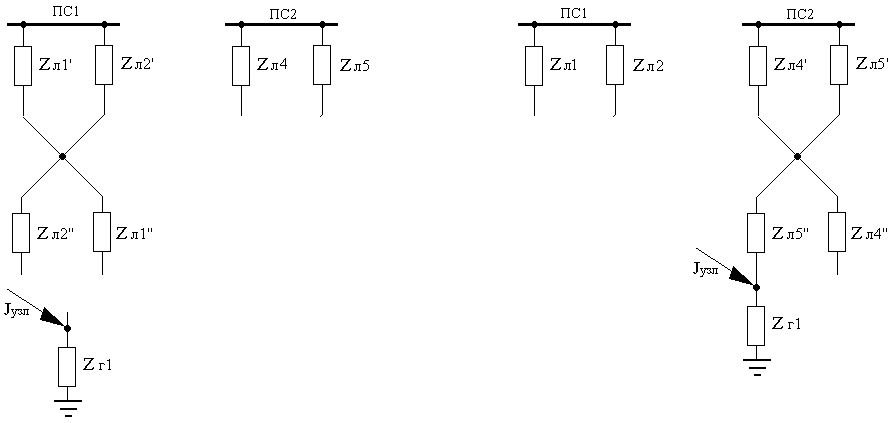 ПС1 ПС2 ПС1 ПС2
Zл1' Zл2' Zл4 Zл5 Zл1 Zл2 Zл4' Zл5'
Zл2" Zл1" Zл5" Zл4"
Jузл
Jузл
Zг1
Zг1